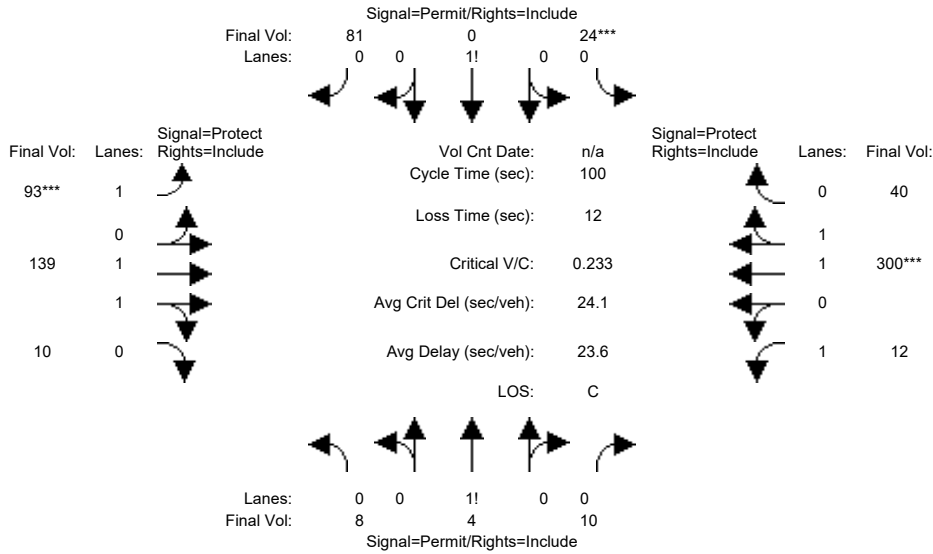 Signal=Permit/Rights=Include
Final Vol: 81 0 24***
Lanes: 0 0 1! 0 0
Signal=Protect
Final Vol: Lanes: Rights=Include
Vol Cnt Date: n/a
Signal=Protect
Rights=Include Lanes: Final Vol:
Cycle Time (sec): 100
93*** 1
0 40
Loss Time (sec): 12
0
1
139 1
Critical V/C: 0.233
1 300***
1
Avg Crit Del (sec/veh): 24.1
0
10 0
Avg Delay (sec/veh): 23.6
1 12
LOS: C
Lanes: 0 0 1! 0 0
Final Vol: 8 4 10
Signal=Permit/Rights=Include